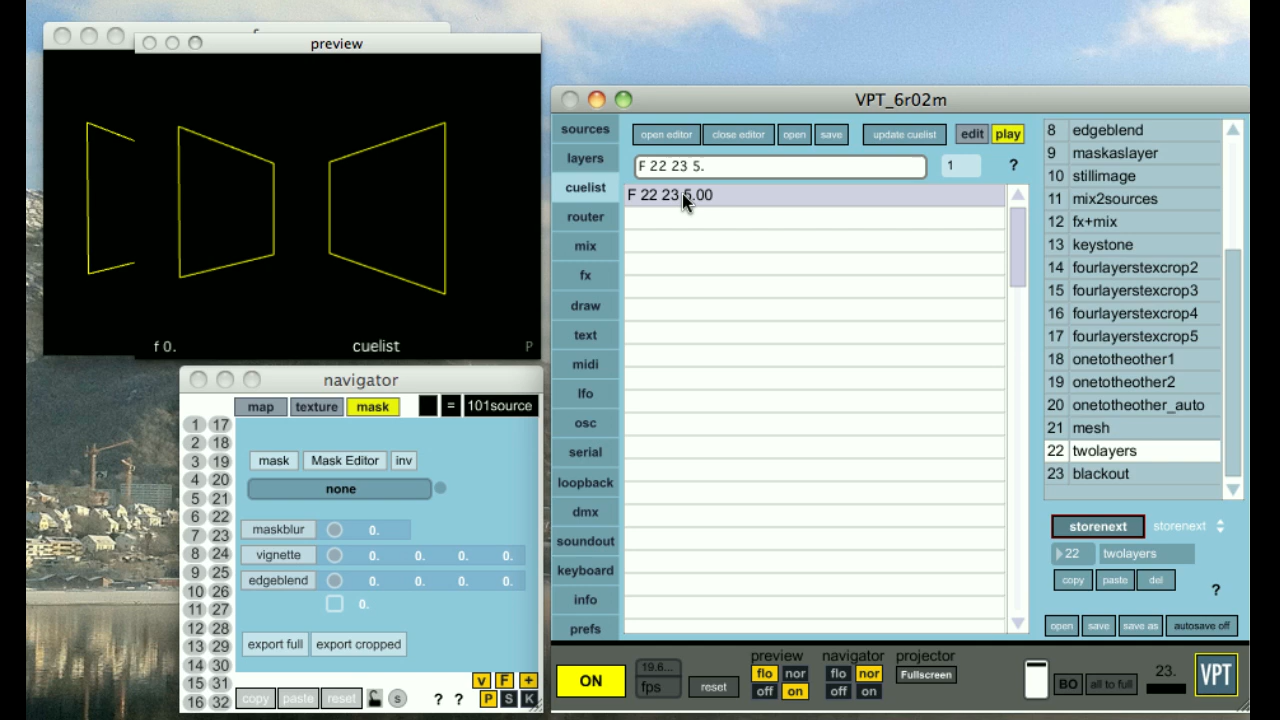 preview
f 0.
cuelist
P
navigator
map
texture
mask
=
101source
1 17
2 18
3 19
4 20
5 21
6 22
7 23
8 24
9 25
10 26
11 27
12 28
13 29
14 30
15 31
16 32
mask
Mask Editor
inv
none
maskblur 0.
vignette 0. 0. 0. 0.
edgeblend 0. 0. 0. 0.
0.
export full
export cropped
v F +
copy paste reset s ? ? P S K
VPT_6r02m
sources
layers
cuelist
router
mix
fx
draw
text
midi
lfo
osc
serial
loopback
dmx
soundout
keyboard
info
prefs
open editor
close editor
open
save
update cuelist
edit
play
F 22 23 5.
1
?
F 22 23 5.00
8 edgeblend
9 maskaslayer
10 stillimage
11 mix2sources
12 fx+mix
13 keystone
14 fourlayerstexcrop2
15 fourlayerstexcrop3
16 fourlayerstexcrop4
17 fourlayerstexcrop5
18 onetotheother1
19 onetotheother2
20 onetotheother_auto
21 mesh
22 twolayers
23 blackout
storenext
storenext
22 twolayers
copy paste del
?
open save save as autosave off
ON
19.6...
fps
reset
preview
flo nor
off on
navigator
flo nor
off on
projector
Fullscreen
BO
all to full
23.
VPT